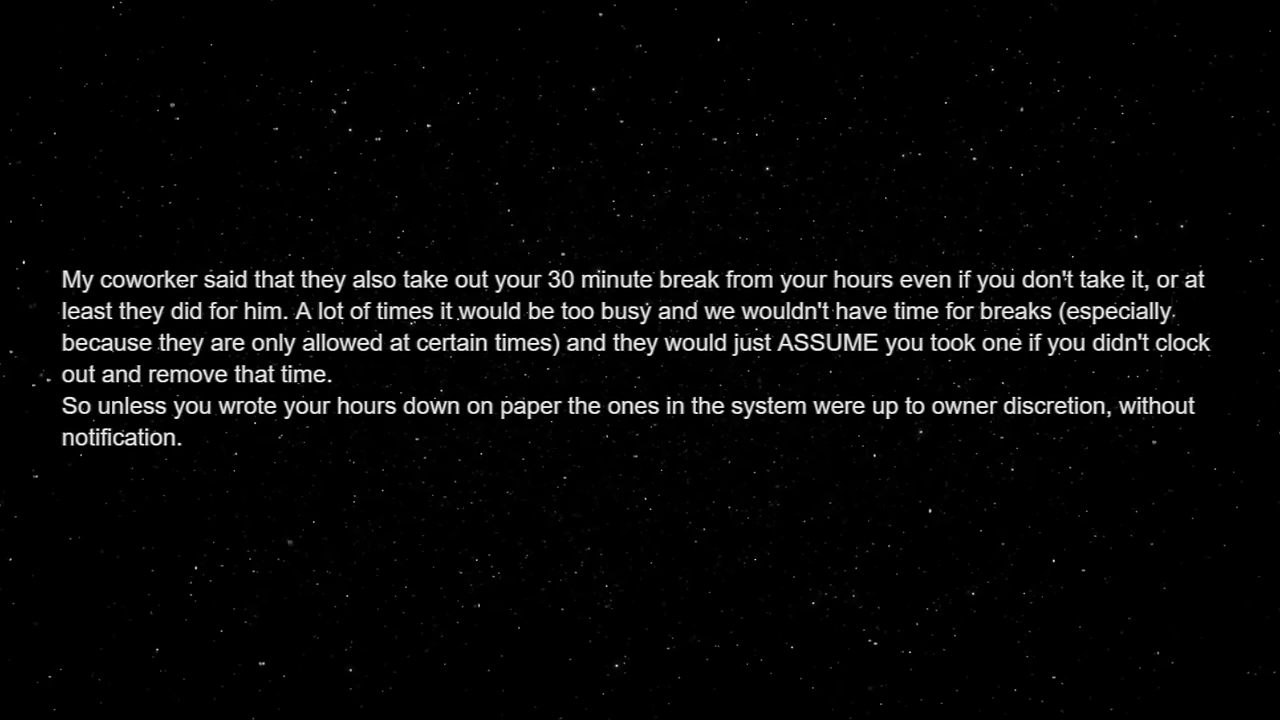 My coworker said that they also take out your 30 minute break from your hours even if you don't take it, or at
least they did for him. A lot of times it would be too busy and we wouldn't have time for breaks (especially
because they are only allowed at certain times) and they would just ASSUME you took one if you didn't clock
out and remove that time.
So unless you wrote your hours down on paper the ones in the system were up to owner discretion, without
notification.